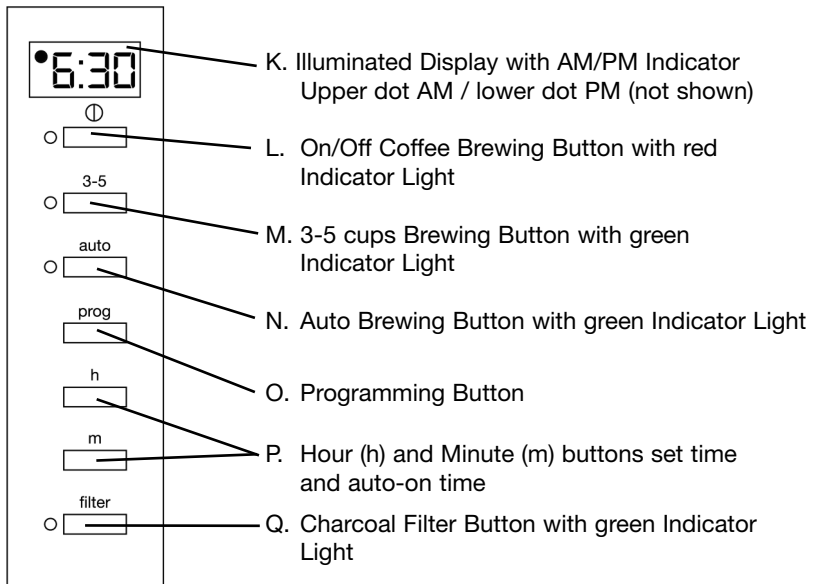 6:30
3-5
auto
prog
h
m
filter
K. Illuminated Display with AM/PM Indicator
Upper dot AM / lower dot PM (not shown)
L. On/Off Coffee Brewing Button with red
Indicator Light
M. 3-5 cups Brewing Button with green
Indicator Light
N. Auto Brewing Button with green Indicator Light
O. Programming Button
P. Hour (h) and Minute (m) buttons set time
and auto-on time
Q. Charcoal Filter Button with green Indicator
Light